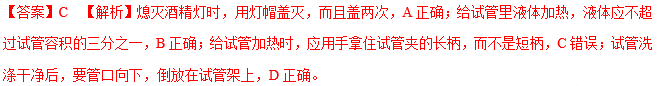 【答案】C 【解析】熄灭酒精灯时，用灯帽盖灭，而且盖两次，A 正确；给试管里液体加热，液体应不超
过试管容积的三分之一，B 正确；给试管加热时，应用手拿住试管夹的长柄，而不是短柄，C 错误；试管洗
涤干净后，要管口向下，倒放在试管架上，D 正确。